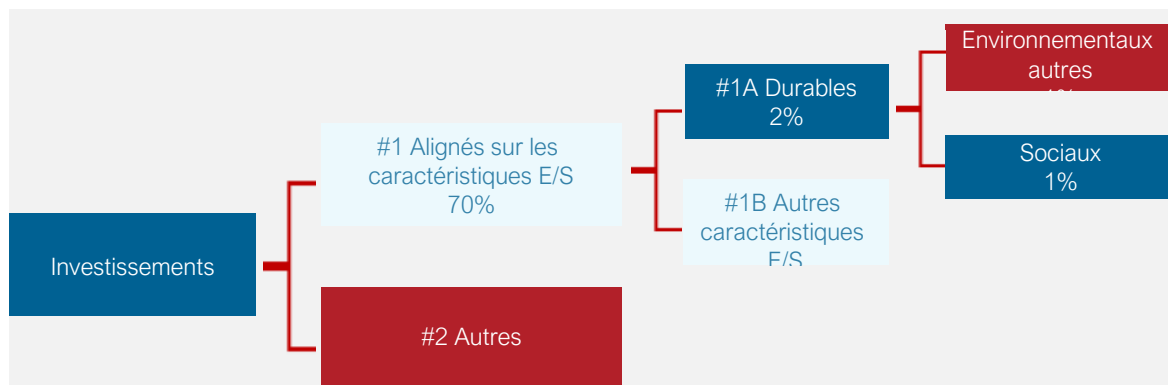 Investissements
#1 Alignés sur les
caractéristiques E/S
70%
#2 Autres
#1A Durables
2%
#1B Autres
caractéristiques
E/S
Environnementaux
autres
Sociaux
1%